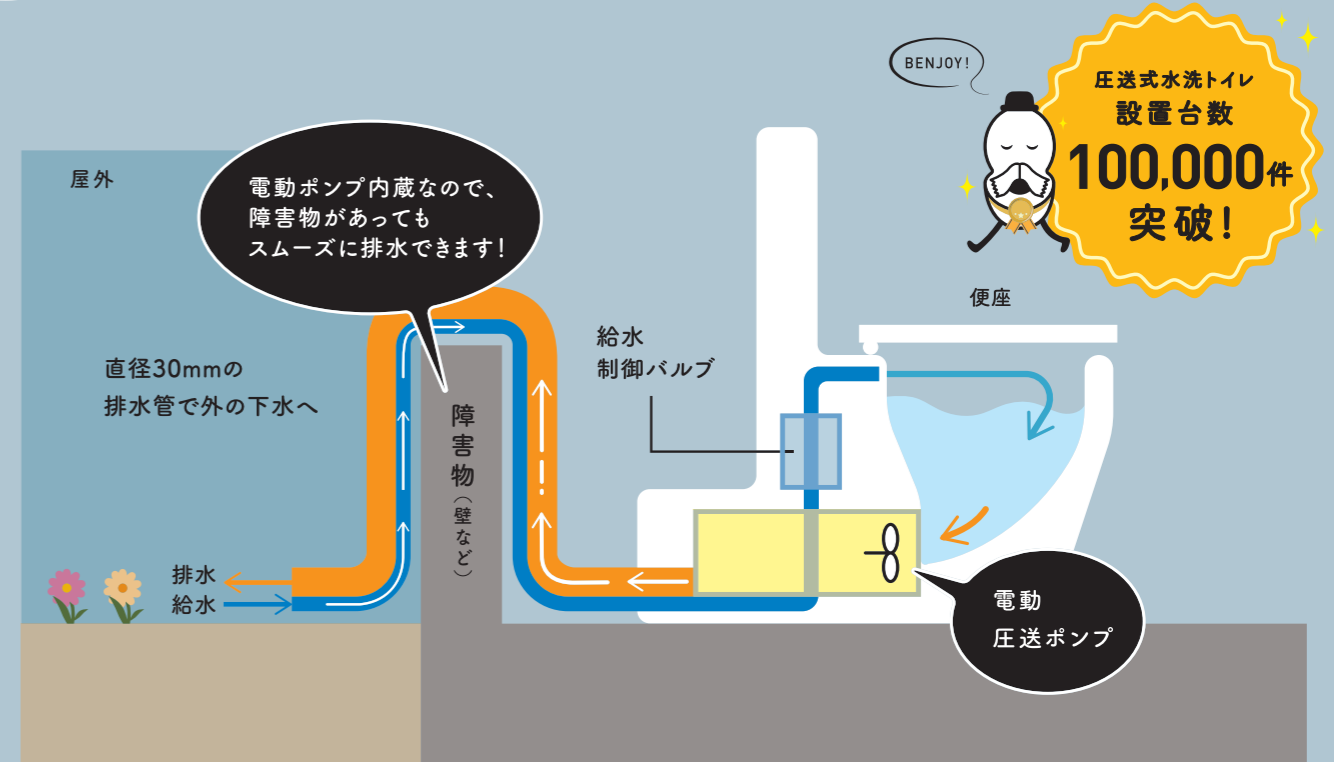 BENJOY!
圧送式水洗トイレ
設置台数
100,000件
突破!
屋外
電動ポンプ内蔵なので、
障害物があっても
スムーズに排水できます!
便座
給水
制御バルブ
直径30mmの
排水管で外の下水へ
障害物(壁など)
排水
給水
電動
圧送ポンプ